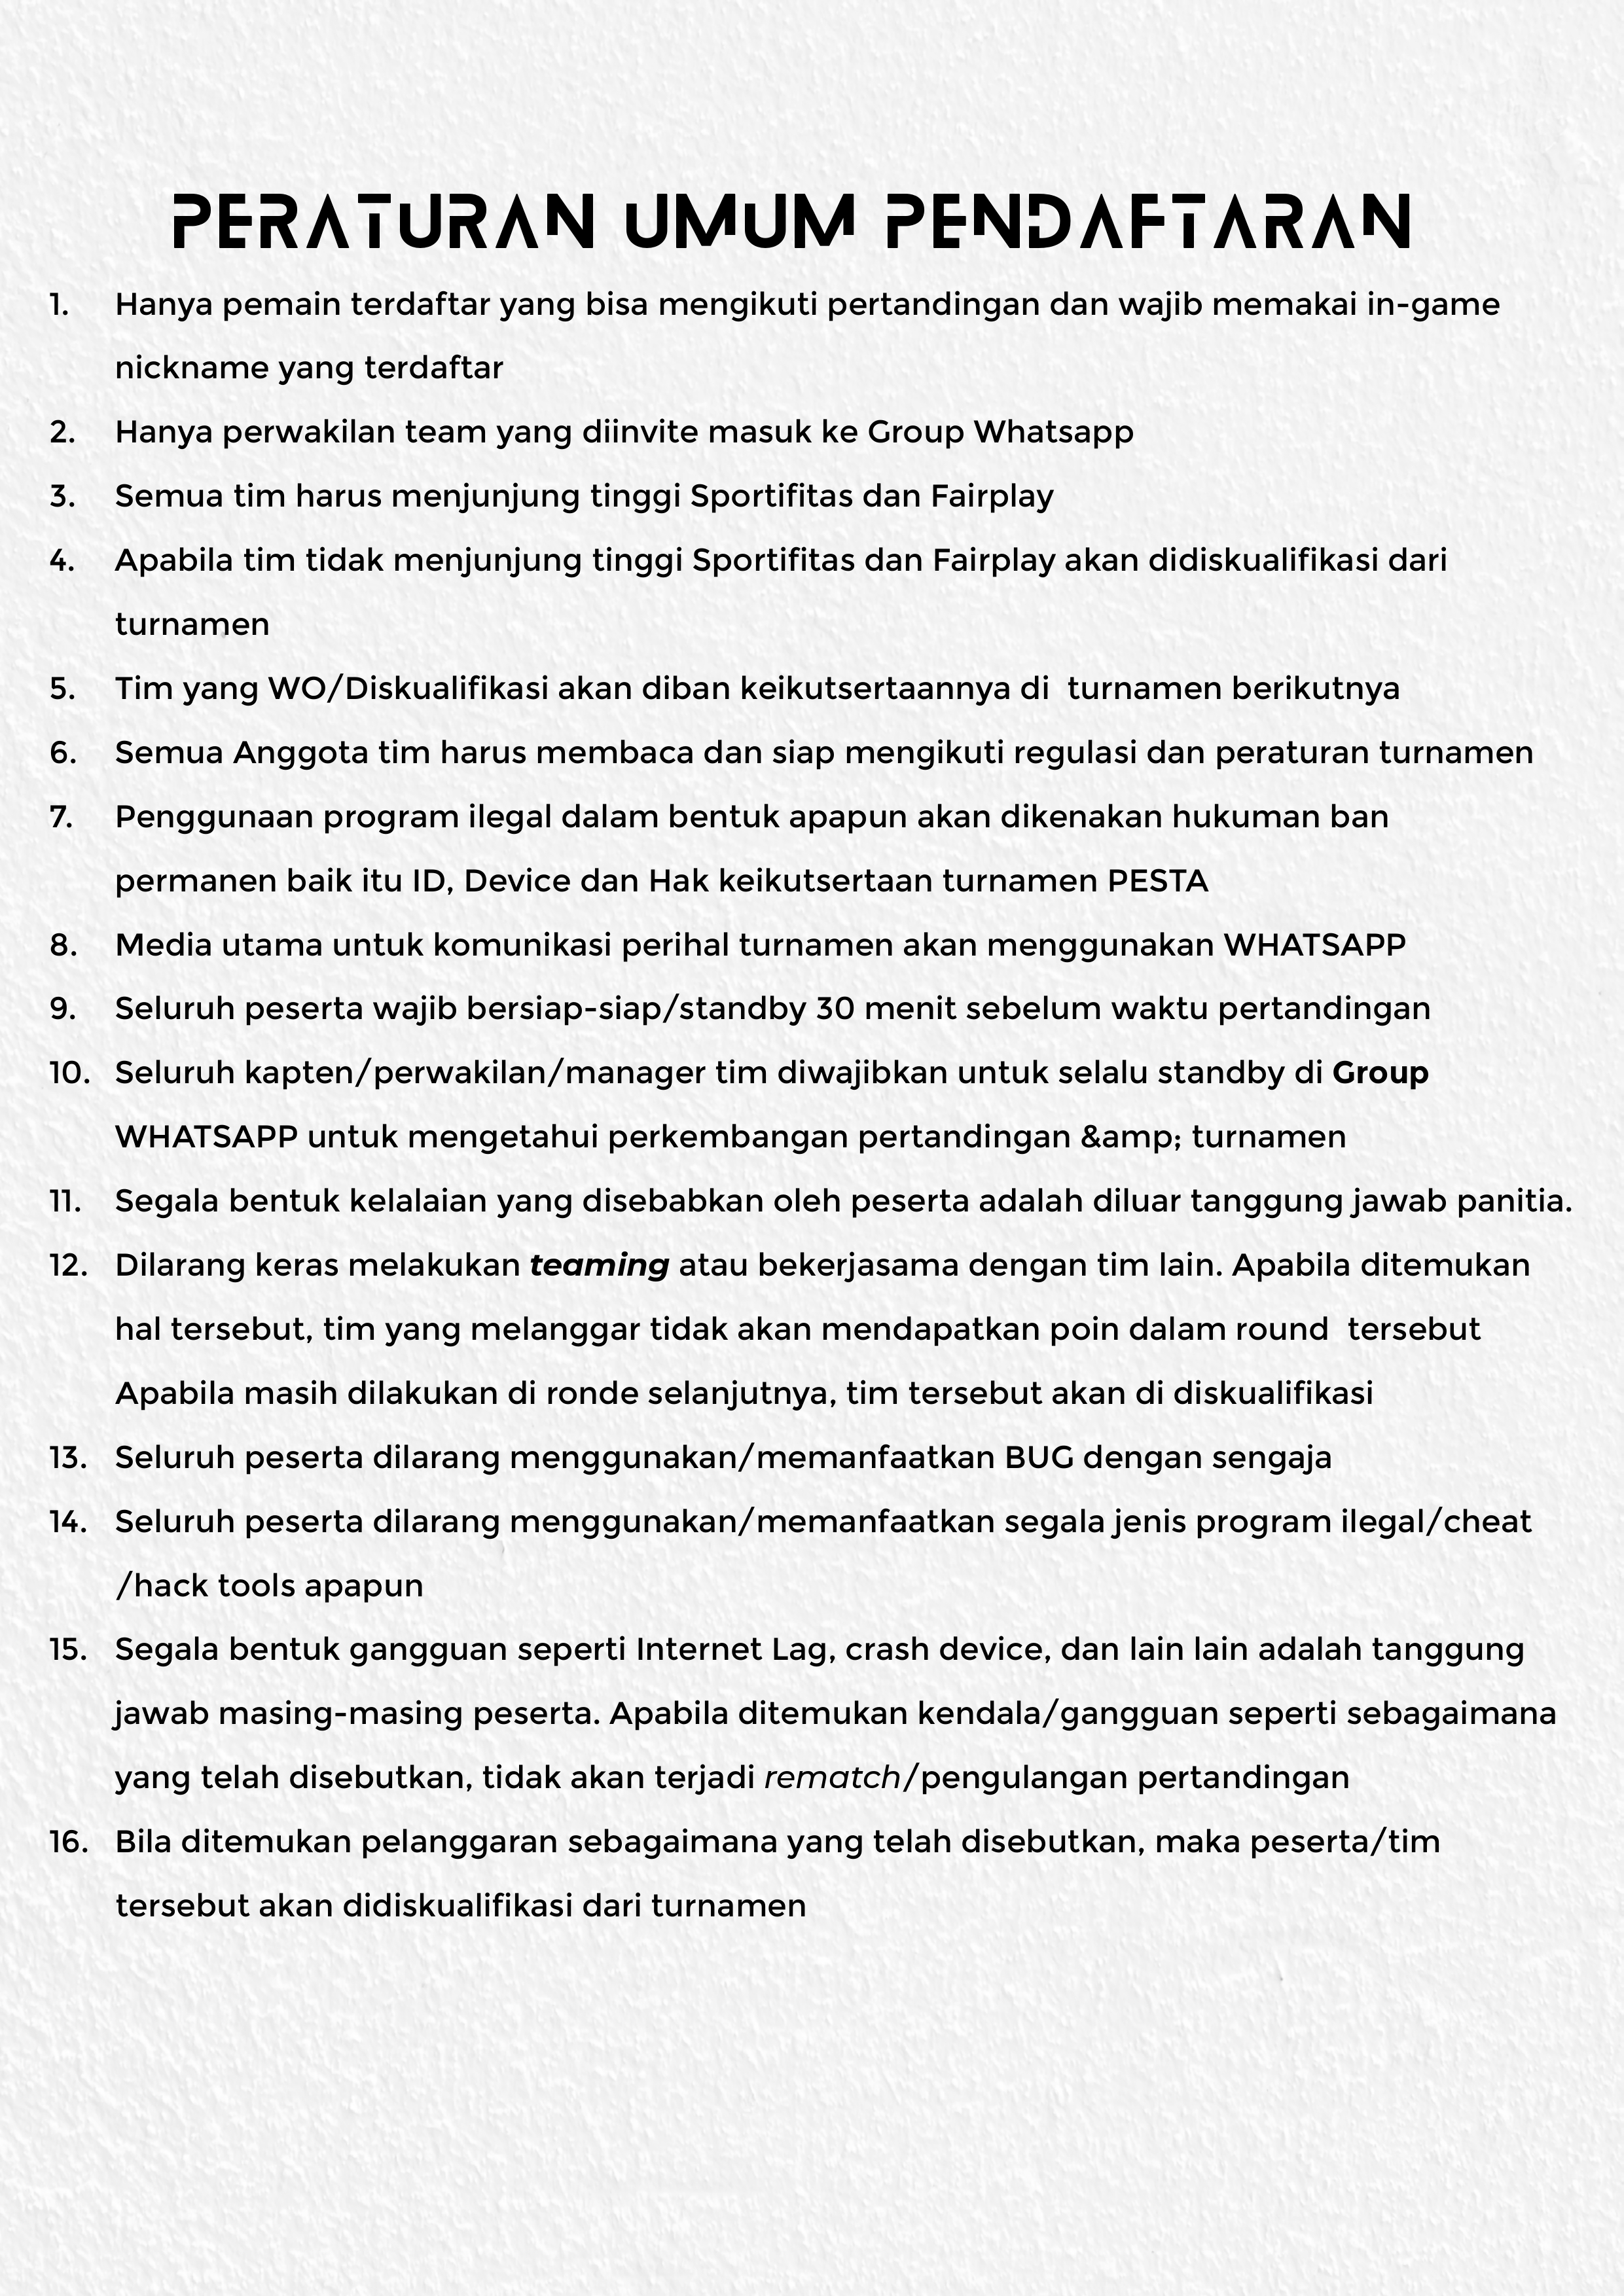 PERATURAN UMUM PENDAFTARAN
1. Hanya pemain terdaftar yang bisa mengikuti pertandingan dan wajib memakai in-game
nickname yang terdaftar
2. Hanya perwakilan team yang diinvite masuk ke Group Whatsapp
3. Semua tim harus menjunjung tinggi Sportifitas dan Fairplay
4. Apabila tim tidak menjunjung tinggi Sportifitas dan Fairplay akan didiskualifikasi dari
turnamen
5. Tim yang WO/Diskualifikasi akan diban keikutsertaannya di  turnamen berikutnya
6. Semua Anggota tim harus membaca dan siap mengikuti regulasi dan peraturan turnamen
7. Penggunaan program ilegal dalam bentuk apapun akan dikenakan hukuman ban
permanen baik itu ID, Device dan Hak keikutsertaan turnamen PESTA
8. Media utama untuk komunikasi perihal turnamen akan menggunakan WHATSAPP
9. Seluruh peserta wajib bersiap-siap/standby 30 menit sebelum waktu pertandingan
10. Seluruh kapten/perwakilan/manager tim diwajibkan untuk selalu standby di Group
WHATSAPP untuk mengetahui perkembangan pertandingan &amp; turnamen
11. Segala bentuk kelalaian yang disebabkan oleh peserta adalah diluar tanggung jawab panitia.
12. Dilarang keras melakukan teaming atau bekerjasama dengan tim lain. Apabila ditemukan
hal tersebut, tim yang melanggar tidak akan mendapatkan poin dalam round  tersebut
Apabila masih dilakukan di ronde selanjutnya, tim tersebut akan di diskualifikasi
13. Seluruh peserta dilarang menggunakan/memanfaatkan BUG dengan sengaja
14. Seluruh peserta dilarang menggunakan/memanfaatkan segala jenis program ilegal/cheat
/hack tools apapun
15. Segala bentuk gangguan seperti Internet Lag, crash device, dan lain lain adalah tanggung
jawab masing-masing peserta. Apabila ditemukan kendala/gangguan seperti sebagaimana
yang telah disebutkan, tidak akan terjadi rematch/pengulangan pertandingan
16. Bila ditemukan pelanggaran sebagaimana yang telah disebutkan, maka peserta/tim
tersebut akan didiskualifikasi dari turnamen